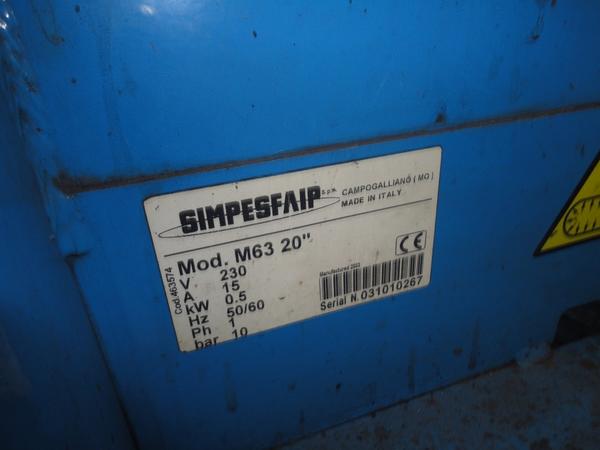 SIMPESFAIP s.p.a. CAMPOGALLIANO ( MO )
MADE IN ITALY
Mod. M63 20"
V 230
A 15
kW 0.5
Hz 50/60
Ph 1
bar 10
Cod.463574
Manufactured 2003
Serial N.031010267
CE